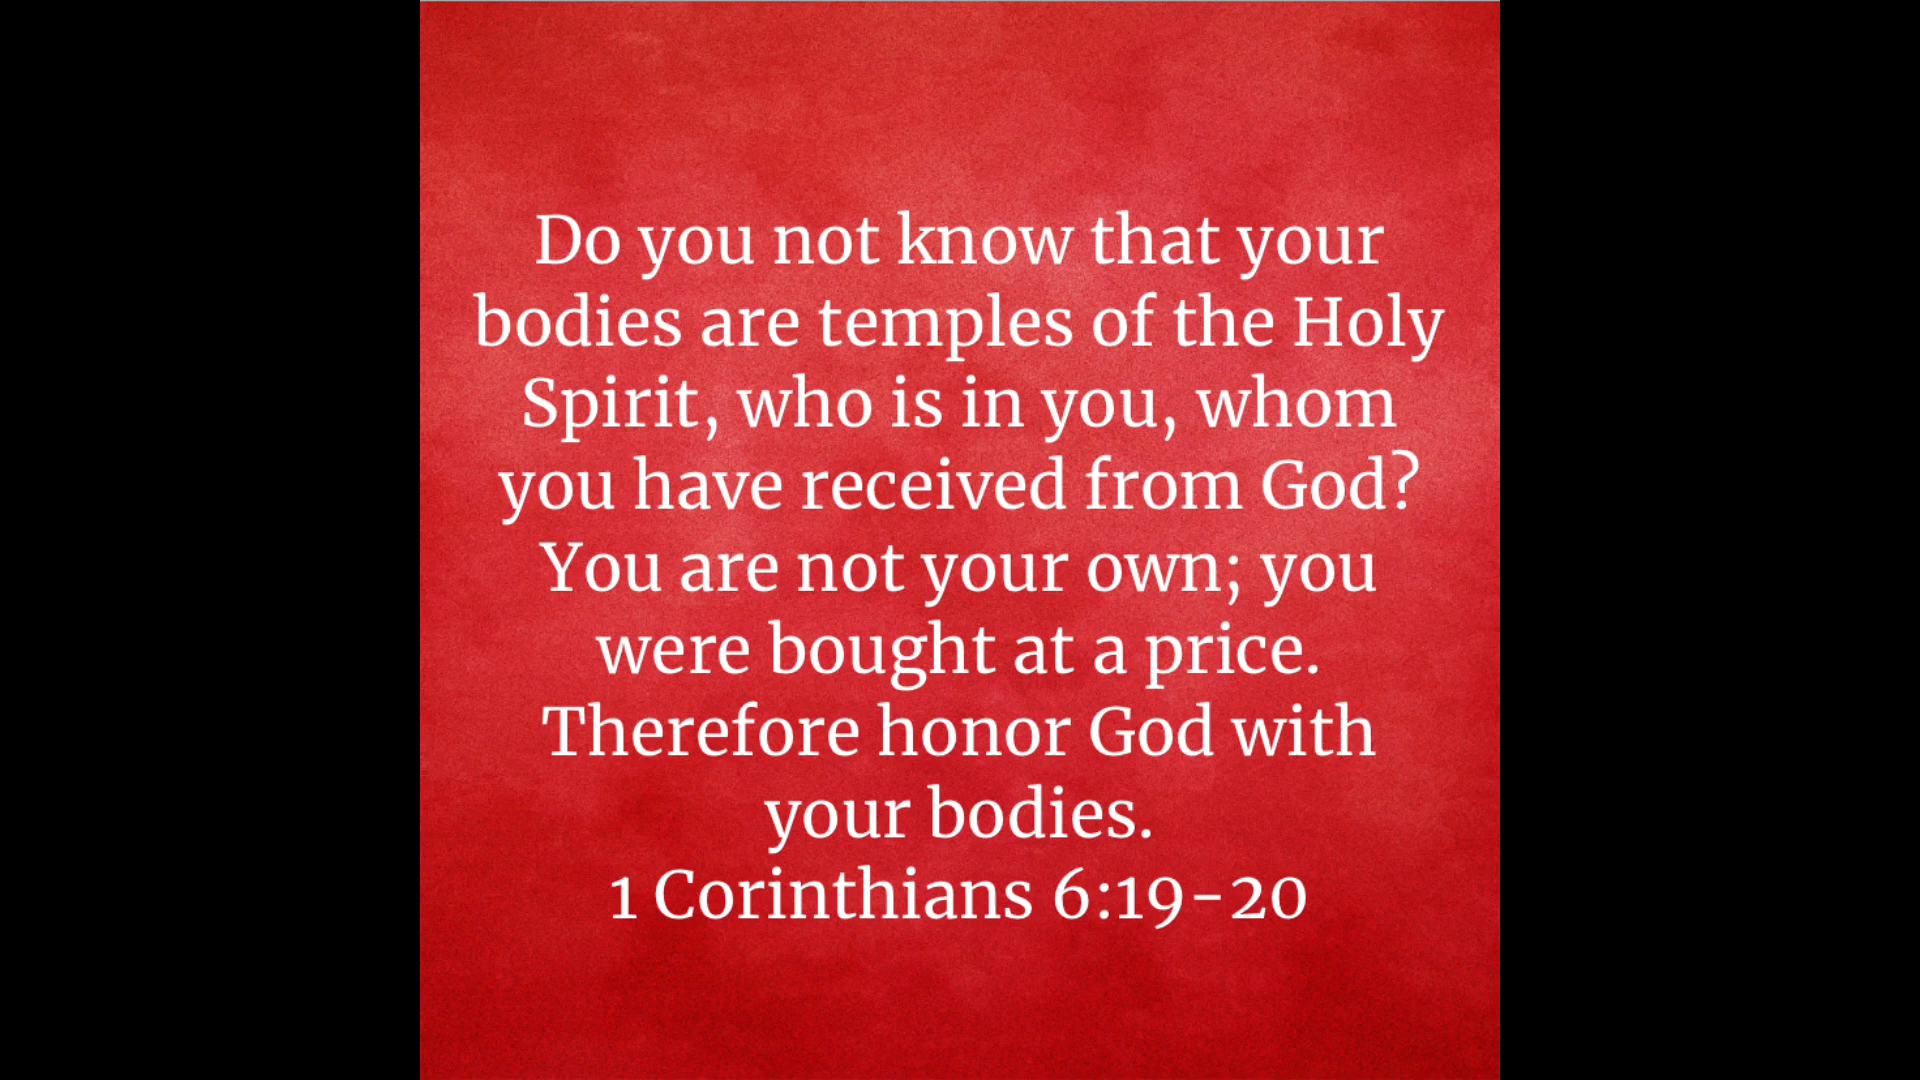 Do you not know that your
bodies are temples of the Holy
Spirit, who is in you, whom
you have received from God?
You are not your own; you
were bought at a price.
Therefore honor God with
your bodies.
1 Corinthians 6:19-20